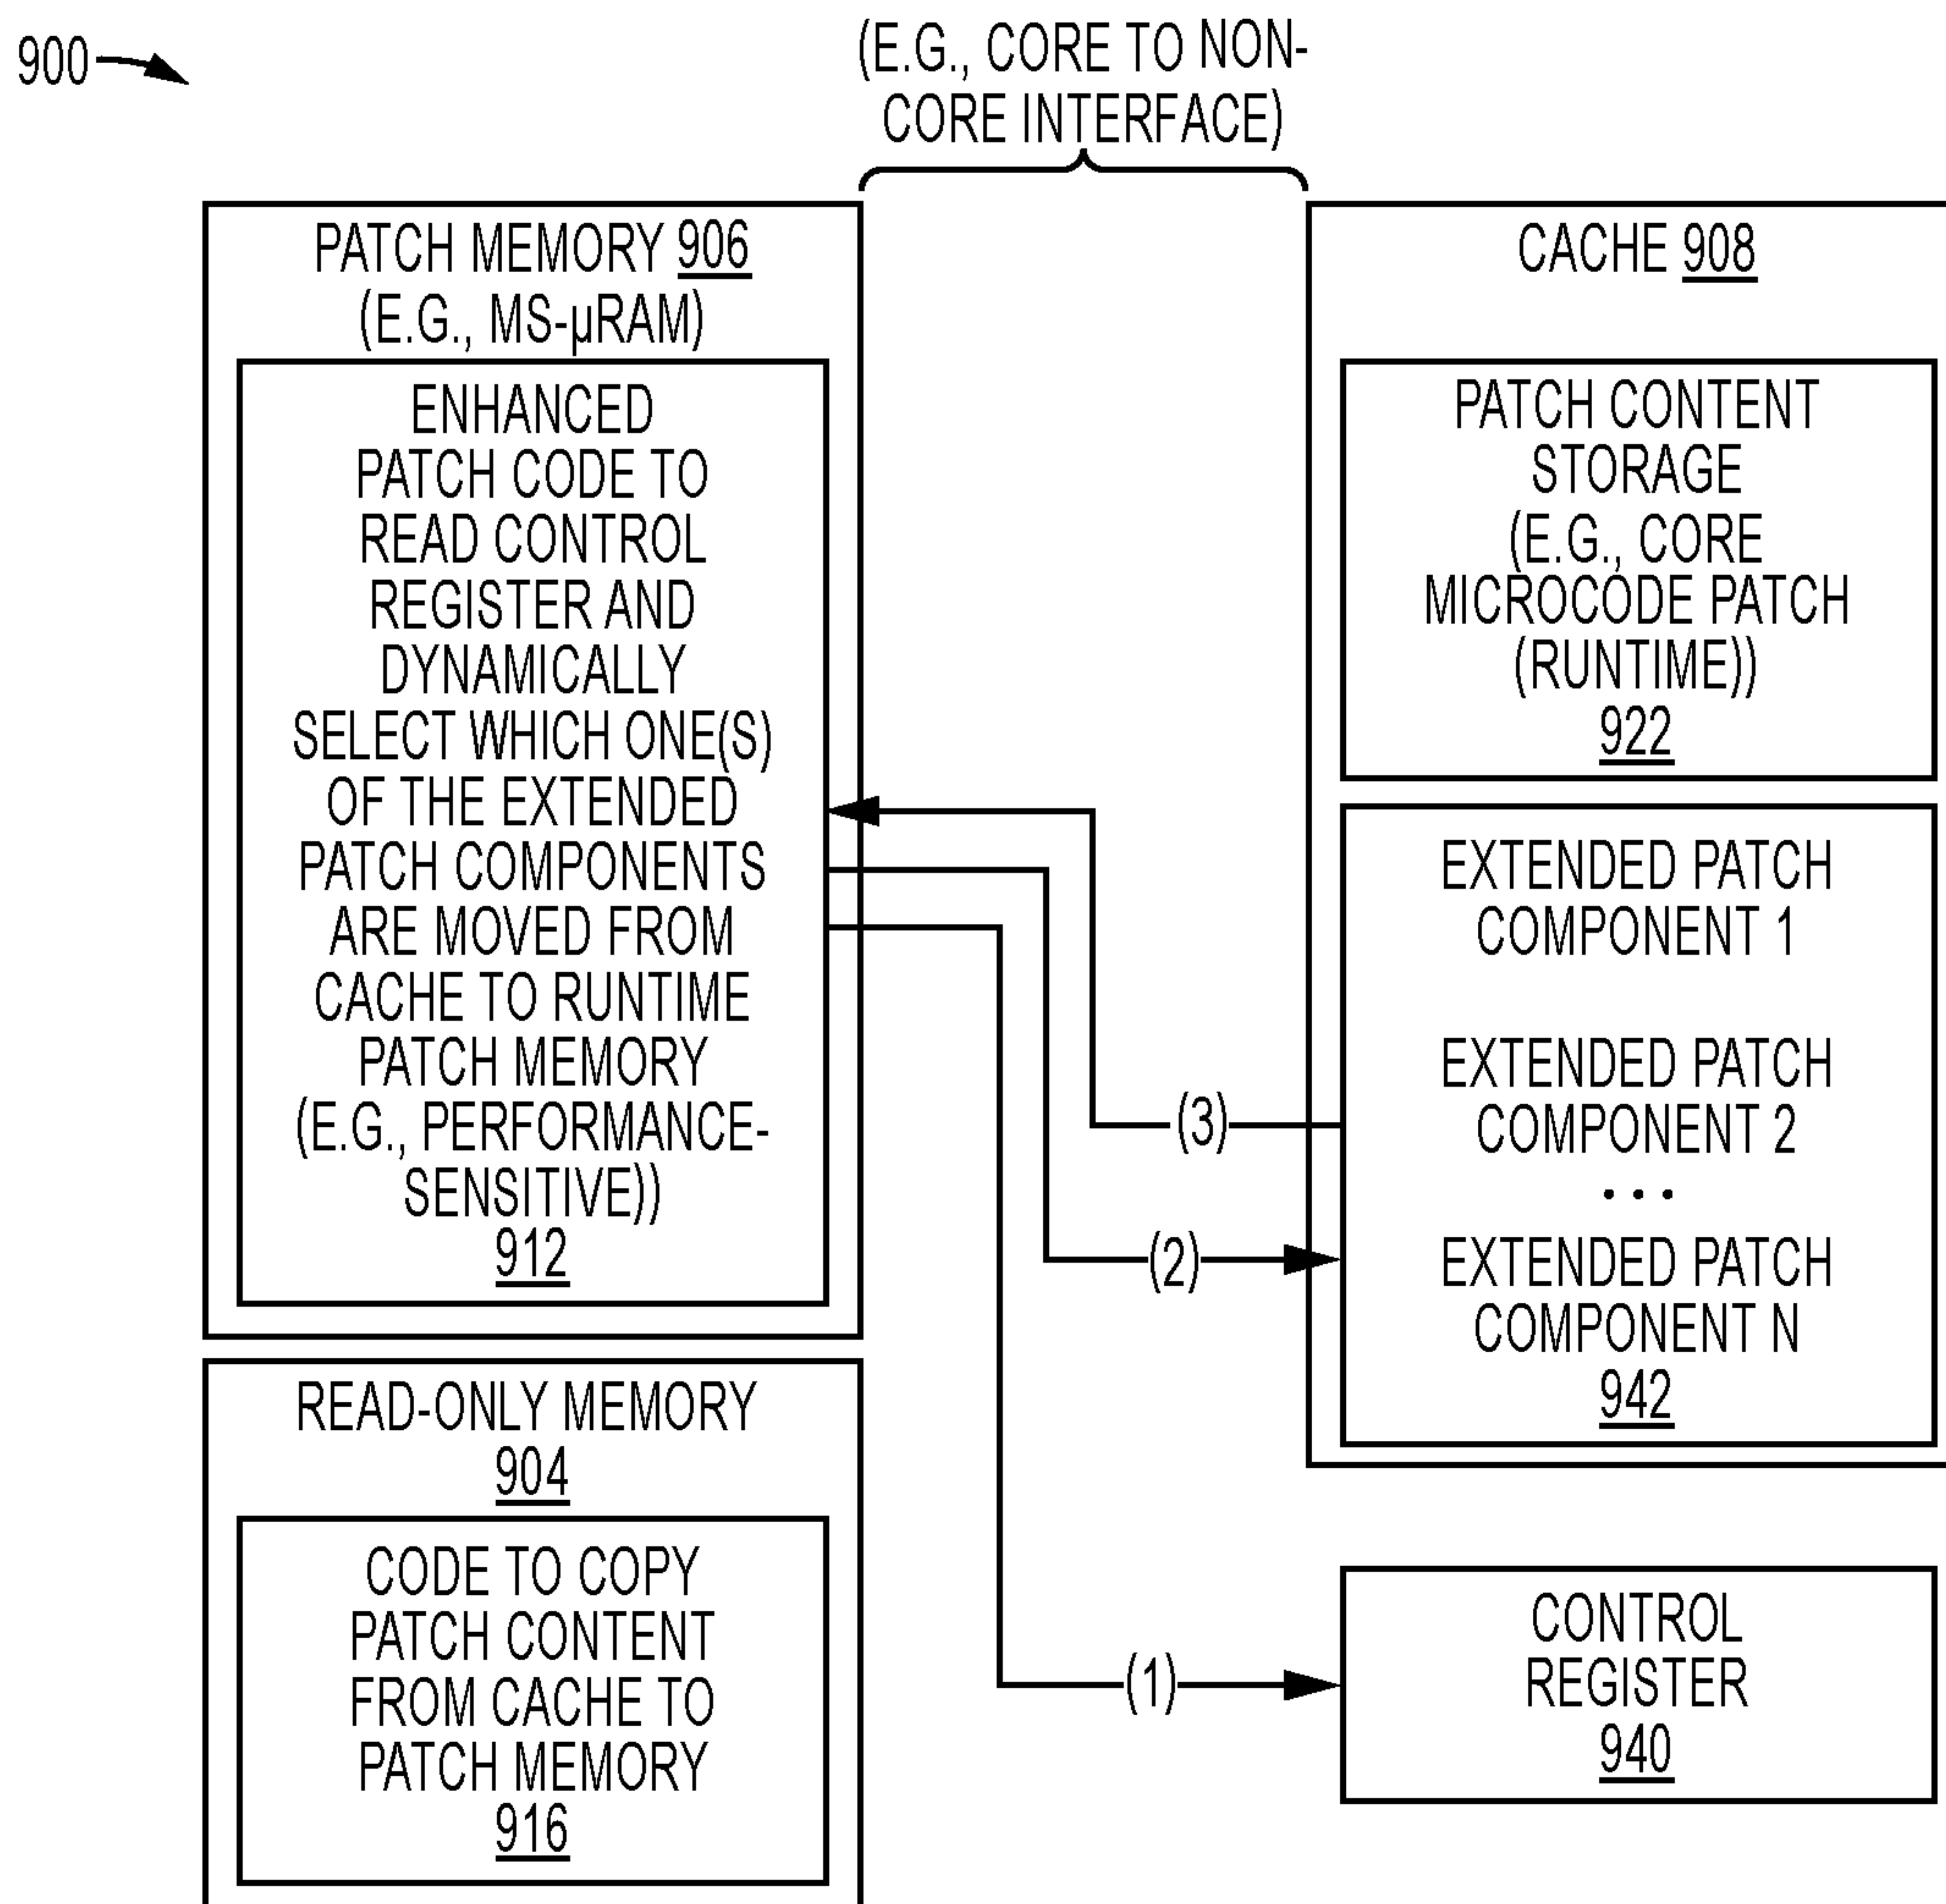 900
(E.G., CORE TO NON-
CORE INTERFACE)
PATCH MEMORY 906
(E.G., MS-µRAM)
ENHANCED
PATCH CODE TO
READ CONTROL
REGISTER AND
DYNAMICALLY
SELECT WHICH ONE(S)
OF THE EXTENDED
PATCH COMPONENTS
ARE MOVED FROM
CACHE TO RUNTIME
PATCH MEMORY
(E.G., PERFORMANCE-
SENSITIVE))
912
READ-ONLY MEMORY
904
CODE TO COPY
PATCH CONTENT
FROM CACHE TO
PATCH MEMORY
916
(3)
(2)
(1)
CACHE 908
PATCH CONTENT
STORAGE
(E.G., CORE
MICROCODE PATCH
(RUNTIME))
922
EXTENDED PATCH
COMPONENT 1
EXTENDED PATCH
COMPONENT 2
...
EXTENDED PATCH
COMPONENT N
942
CONTROL
REGISTER
940